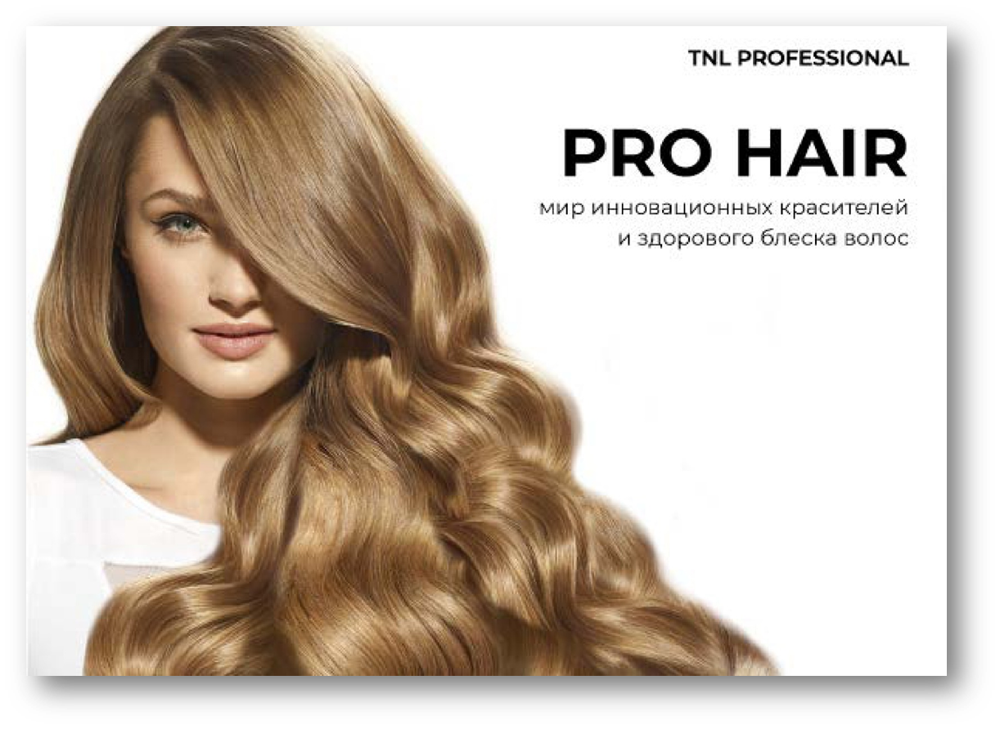 TNL PROFESSIONAL
PRO HAIR
мир инновационных красителей
и здорового блеска волос